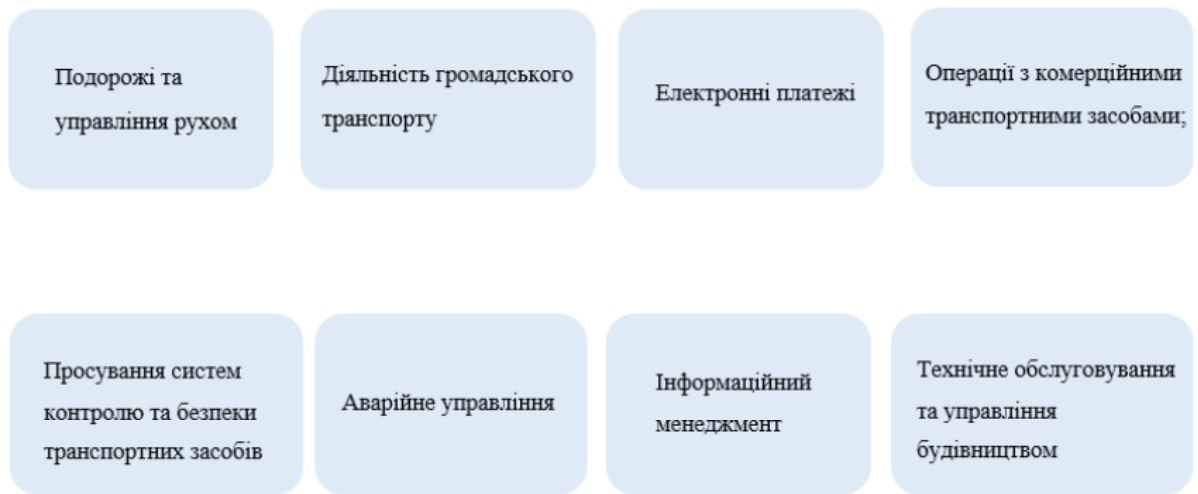 Подорожі та
управління рухом
Діяльність громадського
транспорту
Електронні платежі
Операції з комерційними
транспортними засобами;
Просування систем
контролю та безпеки
транспортних засобів
Аварійне управління
Інформаційний
менеджмент
Технічне обслуговування
та управління
будівництвом